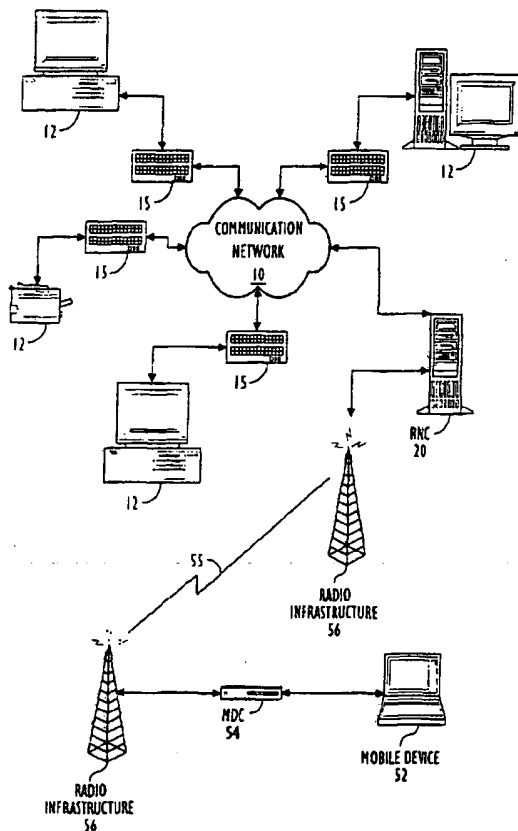 12
12
15
15
15
COMMUNICATION
NETWORK
10
12
15
RNC
20
12
55
RADIO
INFRASTRUCTURE
56
MDC
54
MOBILE DEVICE
52
RADIO
INFRASTRUCTURE
56